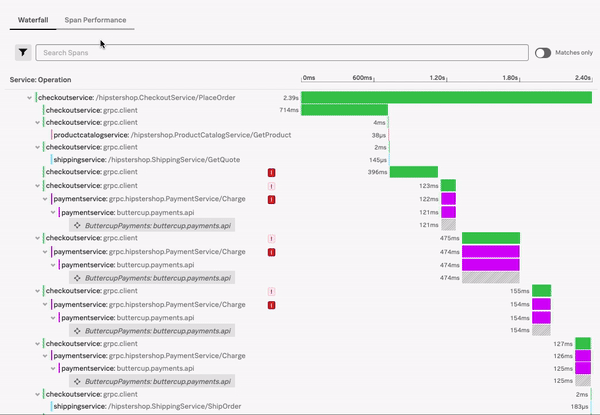 Waterfall Span Performance
Search Spans Matches only
Service: Operation 0ms 600ms 1.20s 1.80s 2.40s
checkoutservice: /hipstershop.CheckoutService/PlaceOrder 2.39s
checkoutservice: grpc.client 714ms
checkoutservice: grpc.client 4ms
productcatalogservice: /hipstershop.ProductCatalogService/GetProduct 38µs
checkoutservice: grpc.client 2ms
shippingservice: /hipstershop.ShippingService/GetQuote 145µs
checkoutservice: grpc.client ! 396ms
checkoutservice: grpc.client ! 123ms
paymentservice: grpc.hipstershop.PaymentService/Charge ! 122ms
paymentservice: buttercup.payments.api 121ms
ButtercupPayments: buttercup.payments.api 121ms
checkoutservice: grpc.client ! 475ms
paymentservice: grpc.hipstershop.PaymentService/Charge ! 474ms
paymentservice: buttercup.payments.api 474ms
ButtercupPayments: buttercup.payments.api 474ms
checkoutservice: grpc.client ! 155ms
paymentservice: grpc.hipstershop.PaymentService/Charge ! 154ms
paymentservice: buttercup.payments.api 154ms
ButtercupPayments: buttercup.payments.api 154ms
checkoutservice: grpc.client 127ms
paymentservice: grpc.hipstershop.PaymentService/Charge 126ms
paymentservice: buttercup.payments.api 125ms
ButtercupPayments: buttercup.payments.api 125ms
checkoutservice: grpc.client 2ms
shippingservice: /hipstershop.ShippingService/ShipOrder 183µs